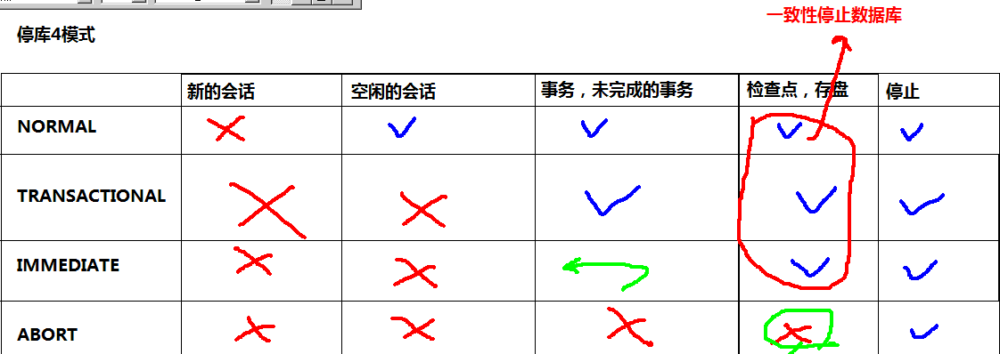 一致性停止数据库
停库4模式
新的会话 空闲的会话 事务，未完成的事务 检查点，存盘 停止
NORMAL
TRANSACTIONAL
IMMEDIATE
ABORT